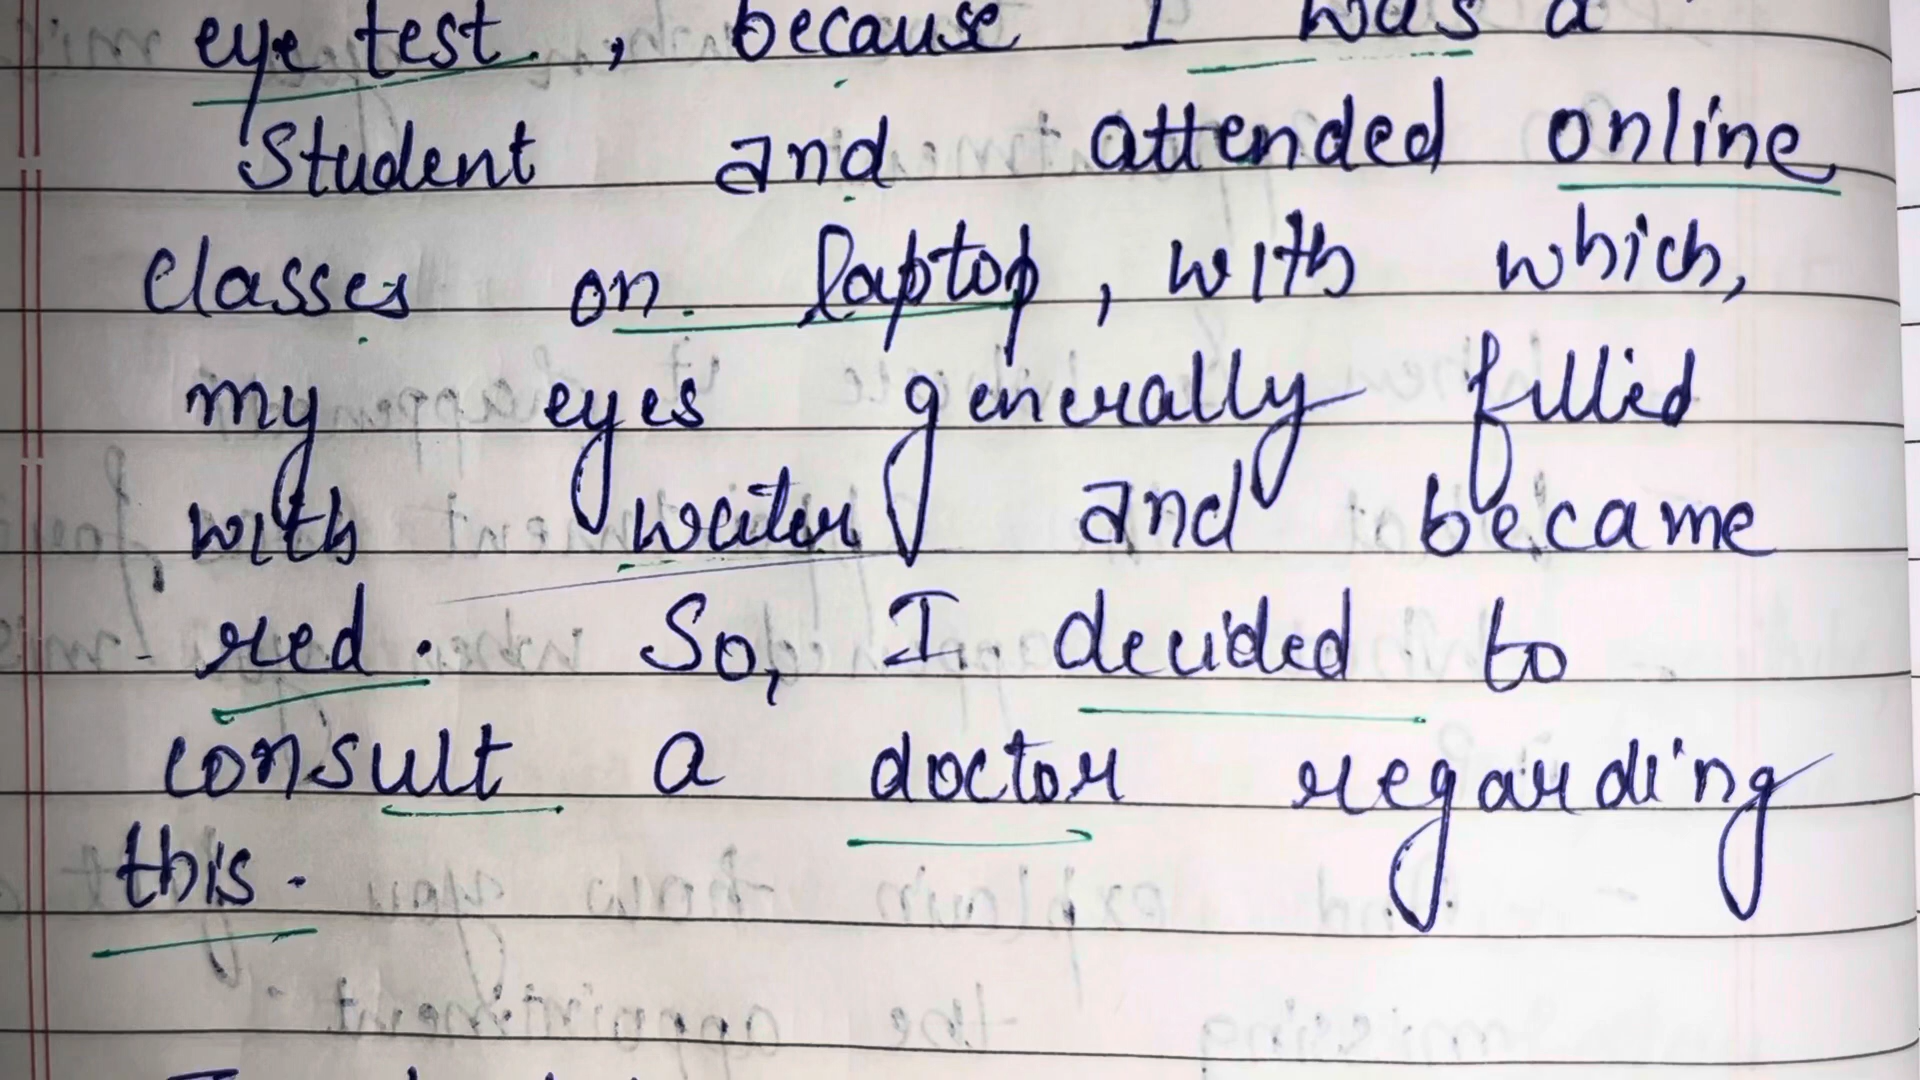 eye test., because I was a
Student and attended online
classes on laptop, with which,
my eyes generally filled
with water and became
red. So, I decided to
consult a doctor regarding
this.